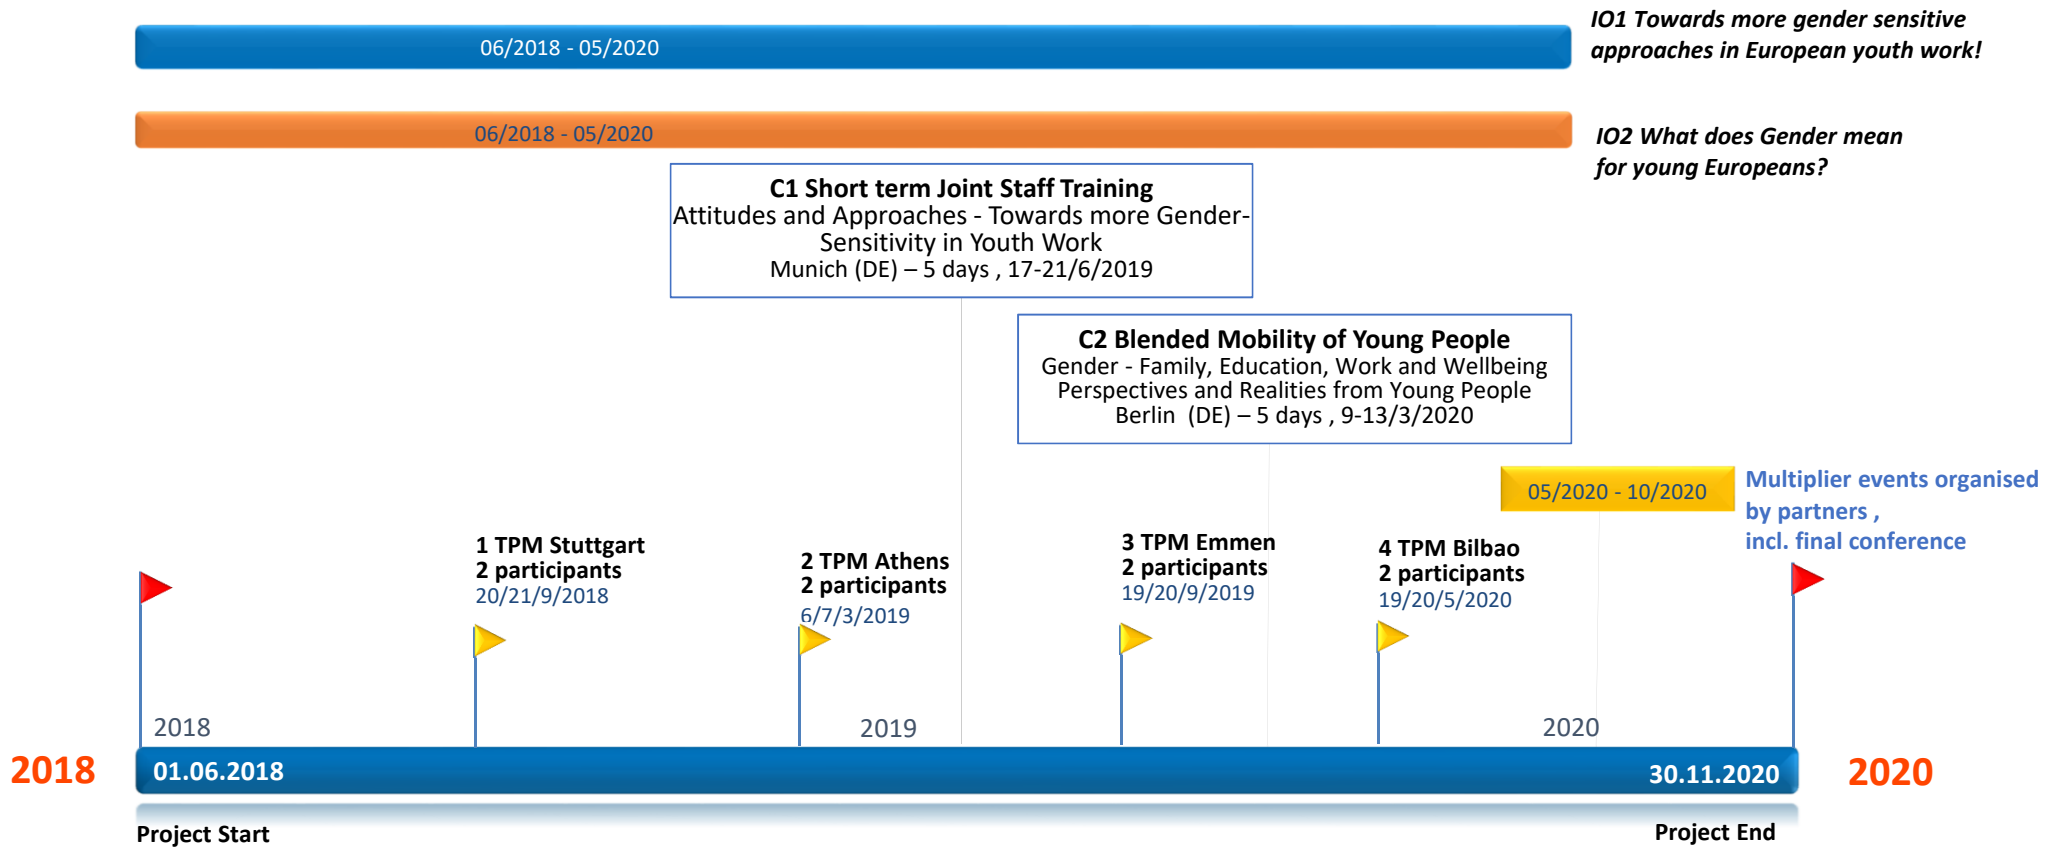 06/2018 - 05/2020
IO1 Towards more gender sensitive
approaches in European youth work!
06/2018 - 05/2020
IO2 What does Gender mean
for young Europeans?
C1 Short term Joint Staff Training
Attitudes and Approaches - Towards more Gender-
Sensitivity in Youth Work
Munich (DE) – 5 days , 17-21/6/2019
C2 Blended Mobility of Young People
Gender - Family, Education, Work and Wellbeing
Perspectives and Realities from Young People
Berlin (DE) – 5 days , 9-13/3/2020
05/2020 - 10/2020
Multiplier events organised
by partners ,
incl. final conference
1 TPM Stuttgart
2 participants
20/21/9/2018
2 TPM Athens
2 participants
6/7/3/2019
3 TPM Emmen
2 participants
19/20/9/2019
4 TPM Bilbao
2 participants
19/20/5/2020
2018
2019
2020
2018
01.06.2018
30.11.2020
2020
Project Start
Project End